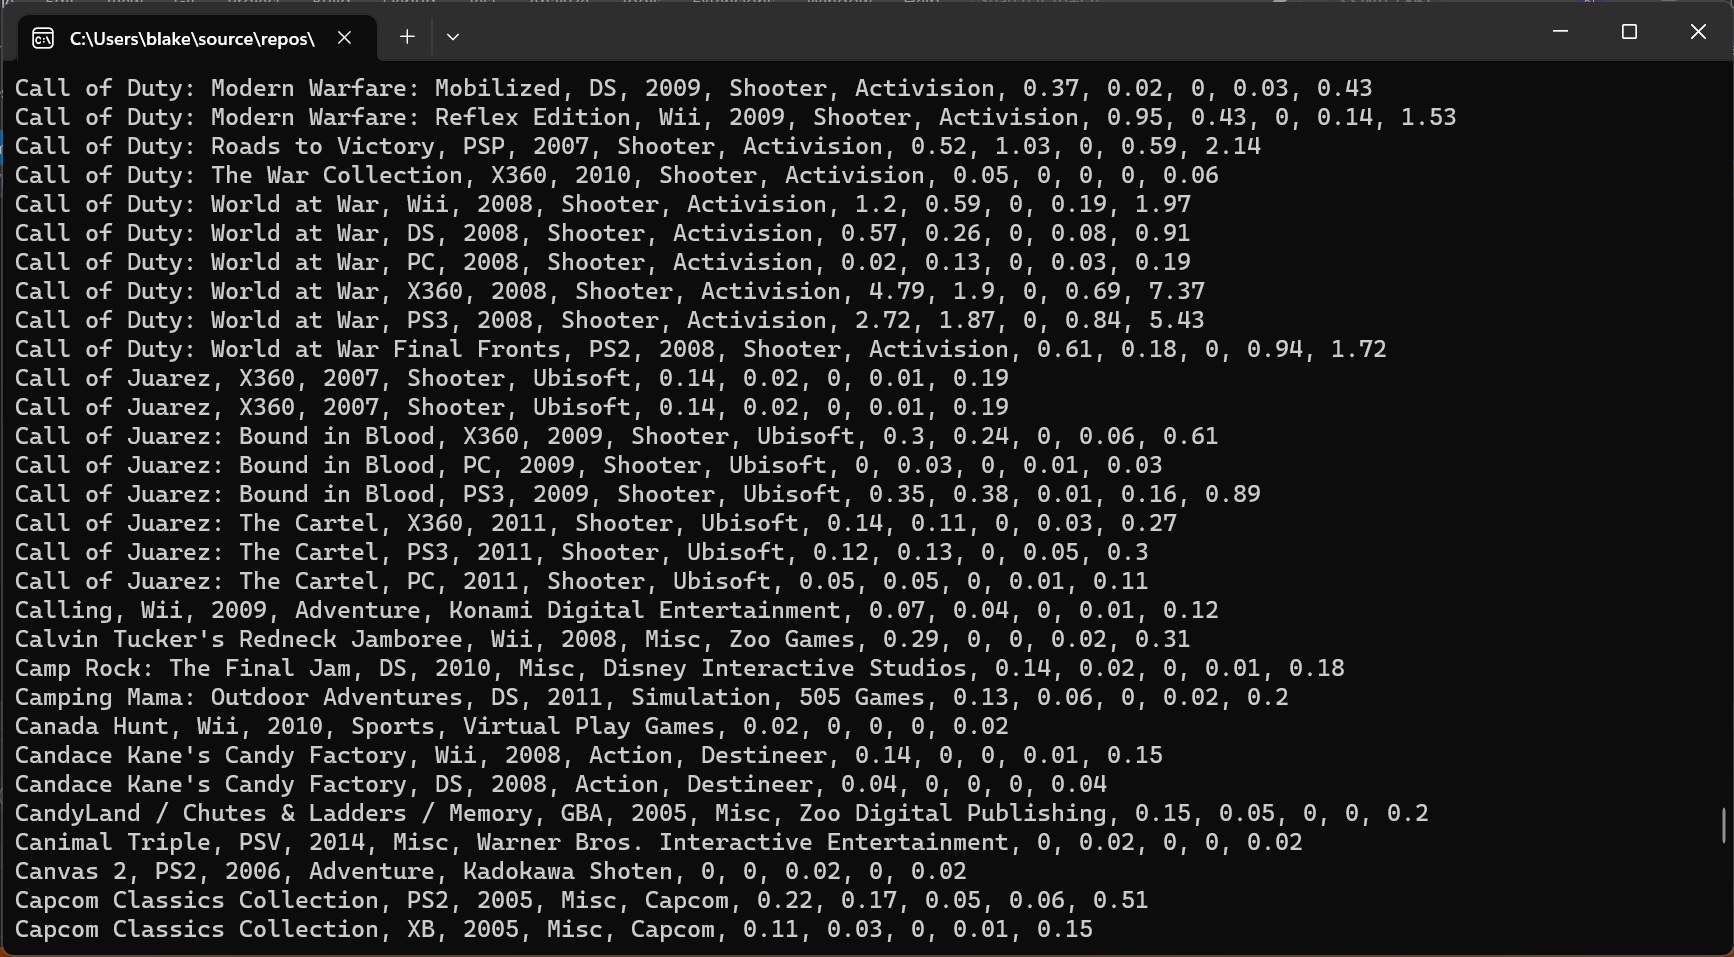 C:\Users\blake\source\repos\
Call of Duty: Modern Warfare: Mobilized, DS, 2009, Shooter, Activision, 0.37, 0.02, 0, 0.03, 0.43
Call of Duty: Modern Warfare: Reflex Edition, Wii, 2009, Shooter, Activision, 0.95, 0.43, 0, 0.14, 1.53
Call of Duty: Roads to Victory, PSP, 2007, Shooter, Activision, 0.52, 1.03, 0, 0.59, 2.14
Call of Duty: The War Collection, X360, 2010, Shooter, Activision, 0.05, 0, 0, 0, 0.06
Call of Duty: World at War, Wii, 2008, Shooter, Activision, 1.2, 0.59, 0, 0.19, 1.97
Call of Duty: World at War, DS, 2008, Shooter, Activision, 0.57, 0.26, 0, 0.08, 0.91
Call of Duty: World at War, PC, 2008, Shooter, Activision, 0.02, 0.13, 0, 0.03, 0.19
Call of Duty: World at War, X360, 2008, Shooter, Activision, 4.79, 1.9, 0, 0.69, 7.37
Call of Duty: World at War, PS3, 2008, Shooter, Activision, 2.72, 1.87, 0, 0.84, 5.43
Call of Duty: World at War Final Fronts, PS2, 2008, Shooter, Activision, 0.61, 0.18, 0, 0.94, 1.72
Call of Juarez, X360, 2007, Shooter, Ubisoft, 0.14, 0.02, 0, 0.01, 0.19
Call of Juarez, X360, 2007, Shooter, Ubisoft, 0.14, 0.02, 0, 0.01, 0.19
Call of Juarez: Bound in Blood, X360, 2009, Shooter, Ubisoft, 0.3, 0.24, 0, 0.06, 0.61
Call of Juarez: Bound in Blood, PC, 2009, Shooter, Ubisoft, 0, 0.03, 0, 0.01, 0.03
Call of Juarez: Bound in Blood, PS3, 2009, Shooter, Ubisoft, 0.35, 0.38, 0.01, 0.16, 0.89
Call of Juarez: The Cartel, X360, 2011, Shooter, Ubisoft, 0.14, 0.11, 0, 0.03, 0.27
Call of Juarez: The Cartel, PS3, 2011, Shooter, Ubisoft, 0.12, 0.13, 0, 0.05, 0.3
Call of Juarez: The Cartel, PC, 2011, Shooter, Ubisoft, 0.05, 0.05, 0, 0.01, 0.11
Calling, Wii, 2009, Adventure, Konami Digital Entertainment, 0.07, 0.04, 0, 0.01, 0.12
Calvin Tucker's Redneck Jamboree, Wii, 2008, Misc, Zoo Games, 0.29, 0, 0, 0.02, 0.31
Camp Rock: The Final Jam, DS, 2010, Misc, Disney Interactive Studios, 0.14, 0.02, 0, 0.01, 0.18
Camping Mama: Outdoor Adventures, DS, 2011, Simulation, 505 Games, 0.13, 0.06, 0, 0.02, 0.2
Canada Hunt, Wii, 2010, Sports, Virtual Play Games, 0.02, 0, 0, 0, 0.02
Candace Kane's Candy Factory, Wii, 2008, Action, Destineer, 0.14, 0, 0, 0.01, 0.15
Candace Kane's Candy Factory, DS, 2008, Action, Destineer, 0.04, 0, 0, 0, 0.04
CandyLand / Chutes & Ladders / Memory, GBA, 2005, Misc, Zoo Digital Publishing, 0.15, 0.05, 0, 0, 0.2
Canimal Triple, PSV, 2014, Misc, Warner Bros. Interactive Entertainment, 0, 0.02, 0, 0, 0.02
Canvas 2, PS2, 2006, Adventure, Kadokawa Shoten, 0, 0, 0.02, 0, 0.02
Capcom Classics Collection, PS2, 2005, Misc, Capcom, 0.22, 0.17, 0.05, 0.06, 0.51
Capcom Classics Collection, XB, 2005, Misc, Capcom, 0.11, 0.03, 0, 0.01, 0.15